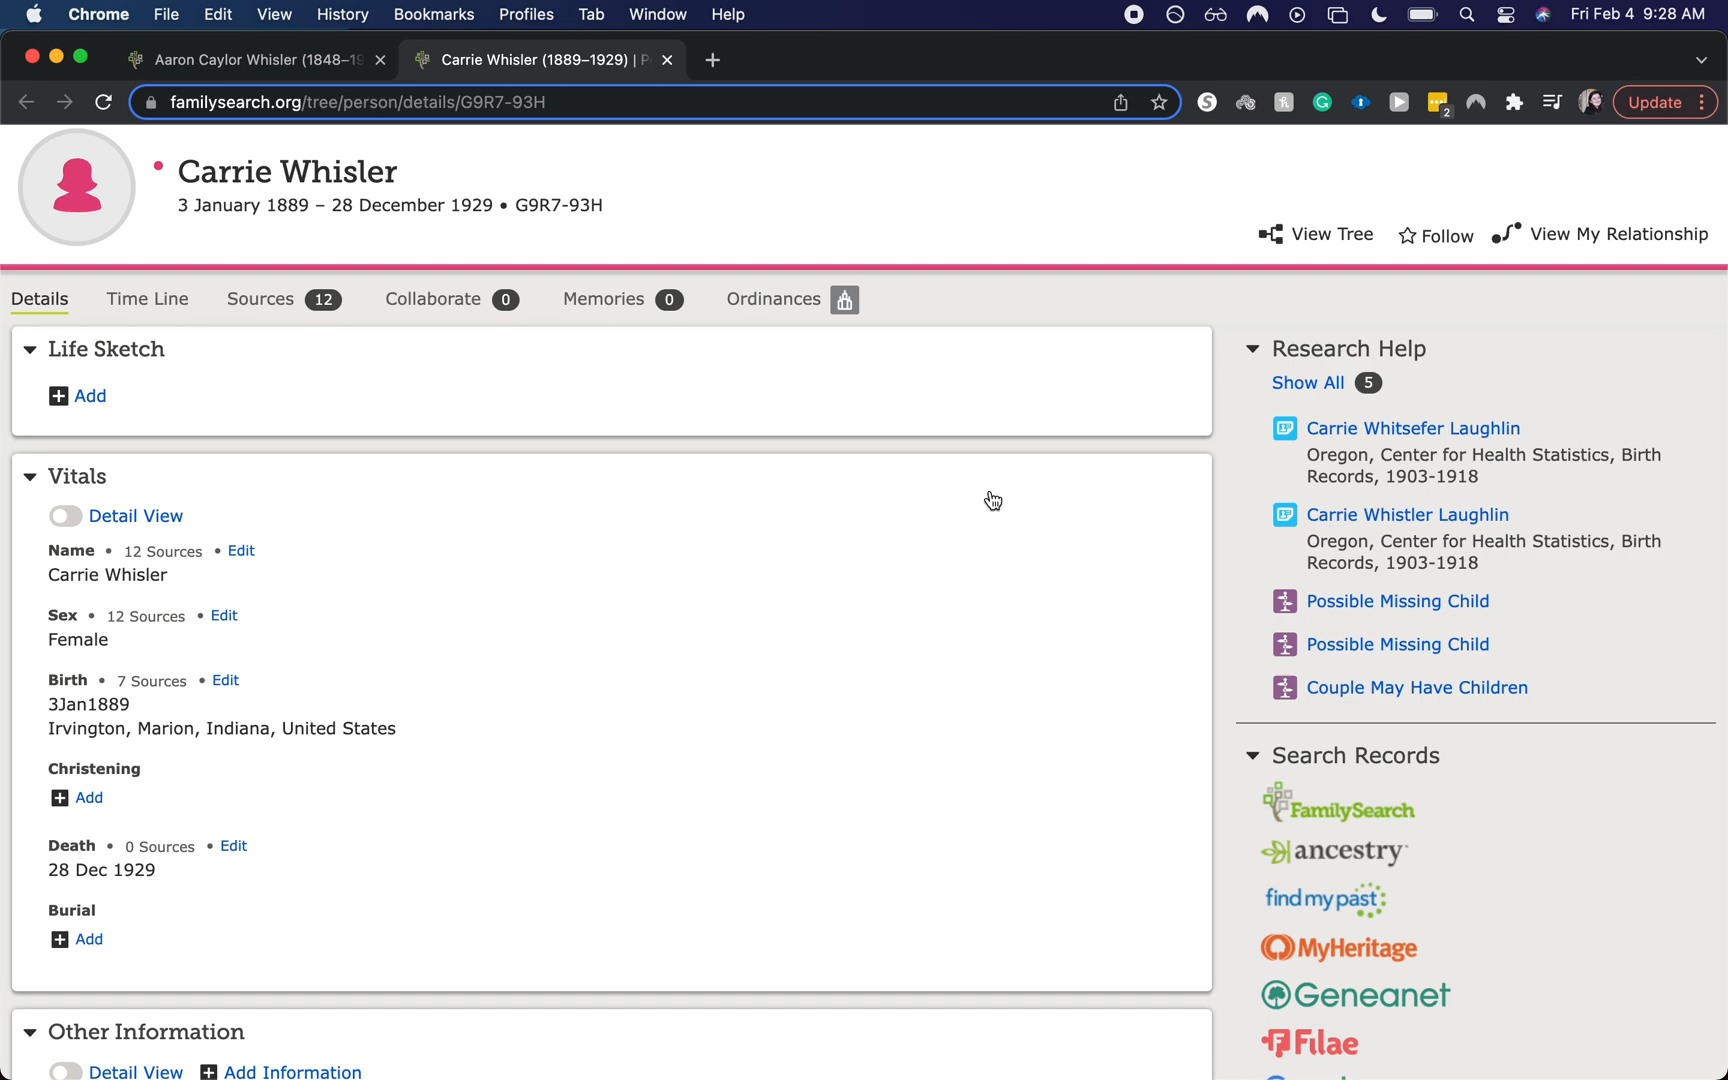 Chrome File Edit View History Bookmarks Profiles Tab Window Help Fri Feb 4 9:28 AM
Aaron Caylor Whisler (1848–19 Carrie Whisler (1889–1929) | P
familysearch.org/tree/person/details/G9R7-93H 2 Update
Carrie Whisler
3 January 1889 – 28 December 1929 • G9R7-93H
View Tree Follow View My Relationship
Details Time Line Sources 12 Collaborate 0 Memories 0 Ordinances
Life Sketch
Add
Vitals
Detail View
Name • 12 Sources • Edit
Carrie Whisler
Sex • 12 Sources • Edit
Female
Birth • 7 Sources • Edit
3Jan1889
Irvington, Marion, Indiana, United States
Christening
Add
Death • 0 Sources • Edit
28 Dec 1929
Burial
Add
Other Information
Detail View Add Information
Research Help
Show All 5
Carrie Whitsefer Laughlin
Oregon, Center for Health Statistics, Birth
Records, 1903-1918
Carrie Whistler Laughlin
Oregon, Center for Health Statistics, Birth
Records, 1903-1918
Possible Missing Child
Possible Missing Child
Couple May Have Children
Search Records
FamilySearch
ancestry
findmypast
MyHeritage
Geneanet
Filae